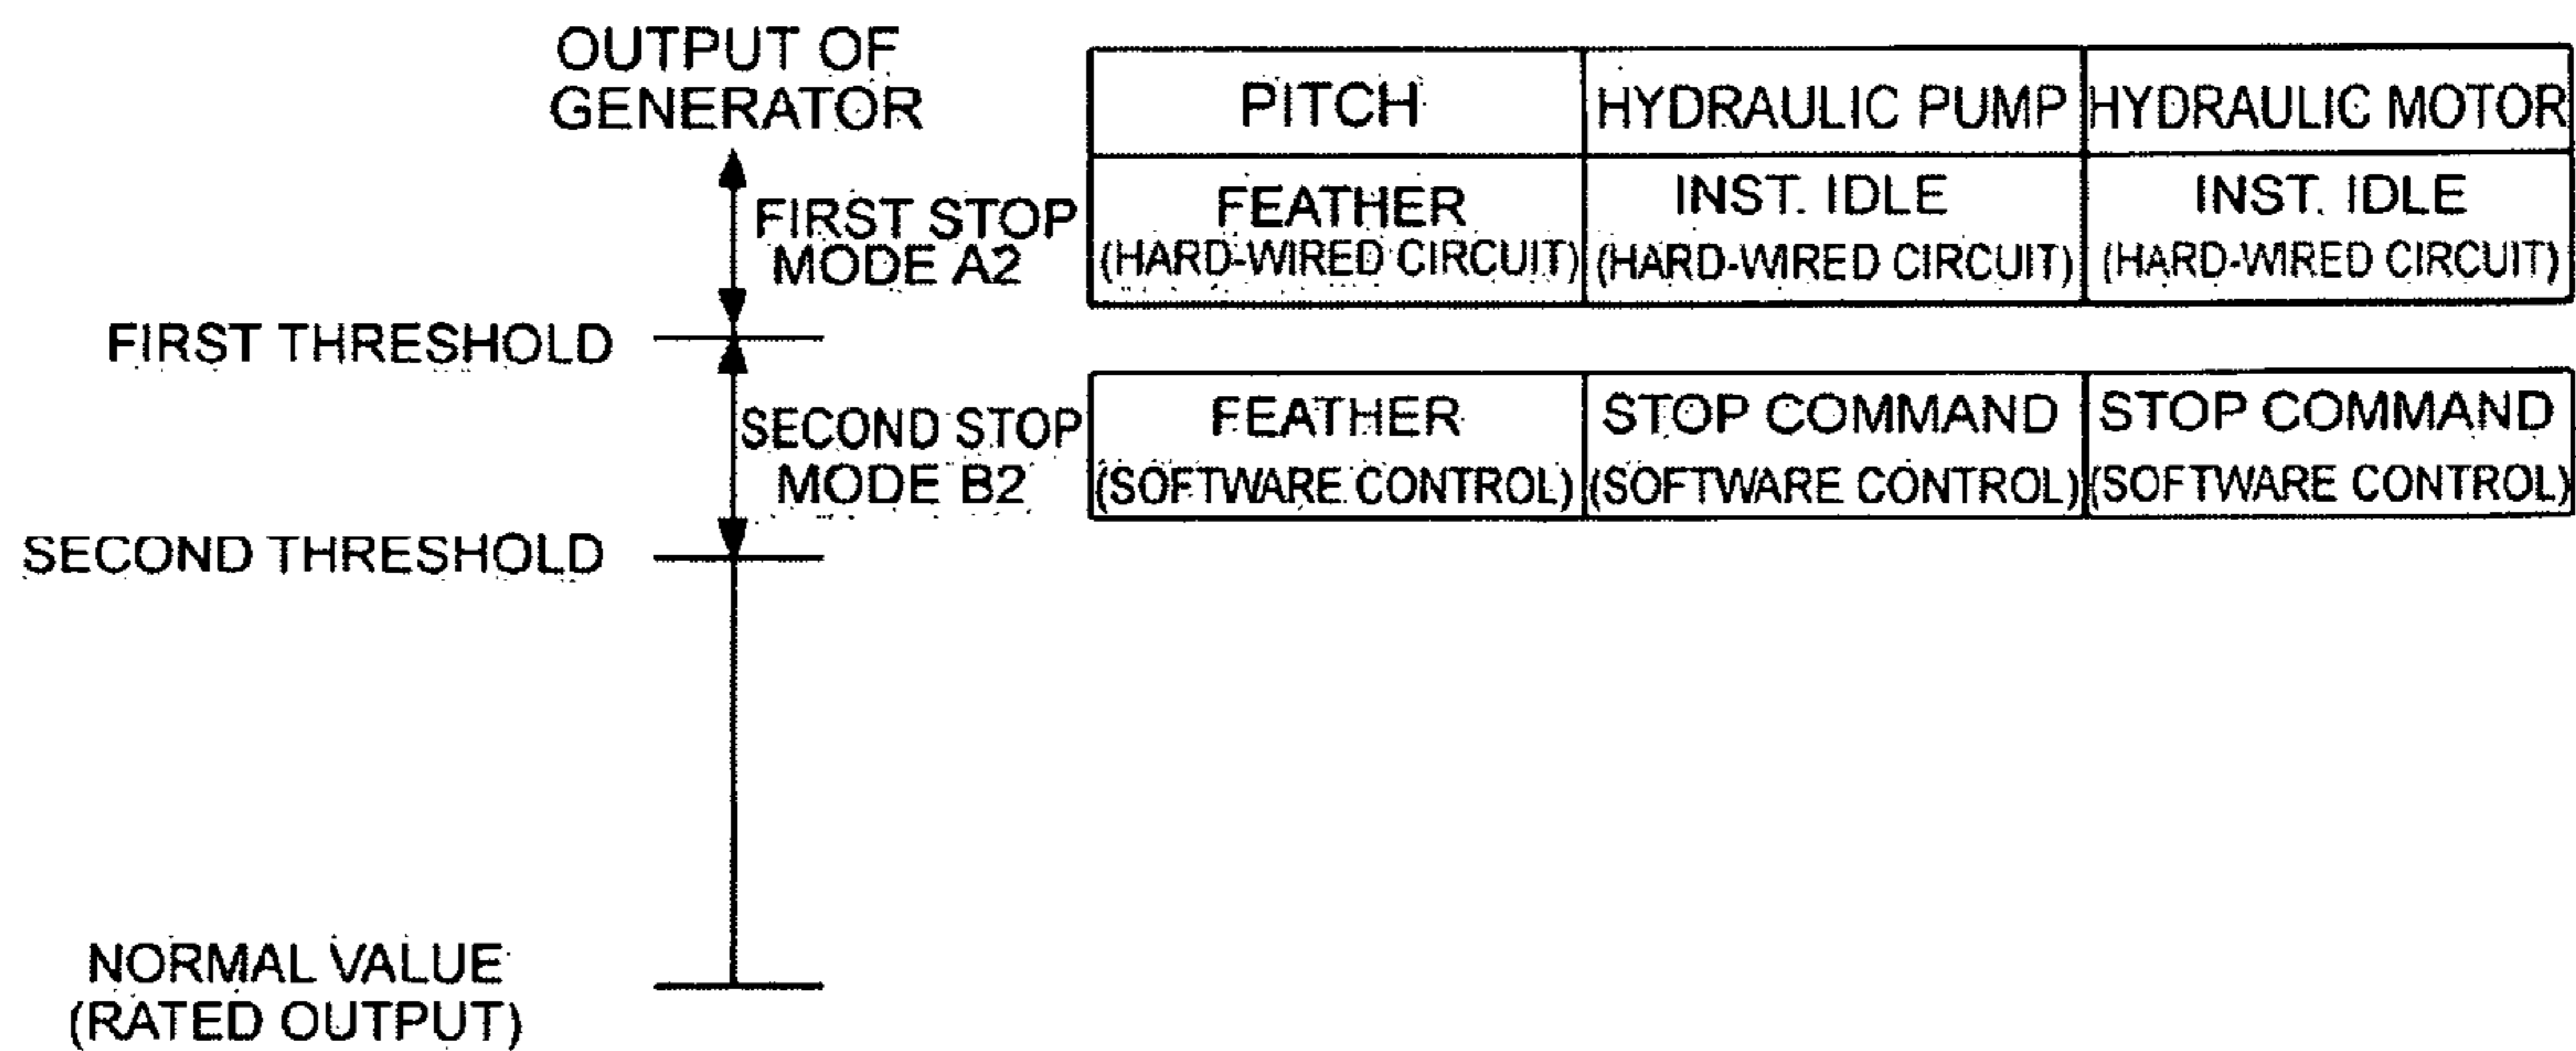 OUTPUT OF
GENERATOR
PITCH
HYDRAULIC PUMP
HYDRAULIC MOTOR
FIRST STOP
MODE A2
FEATHER
(HARD-WIRED CIRCUIT)
INST. IDLE
(HARD-WIRED CIRCUIT)
INST. IDLE
(HARD-WIRED CIRCUIT)
FIRST THRESHOLD
SECOND STOP
MODE B2
FEATHER
(SOFTWARE CONTROL)
STOP COMMAND
(SOFTWARE CONTROL)
STOP COMMAND
(SOFTWARE CONTROL)
SECOND THRESHOLD
NORMAL VALUE
(RATED OUTPUT)